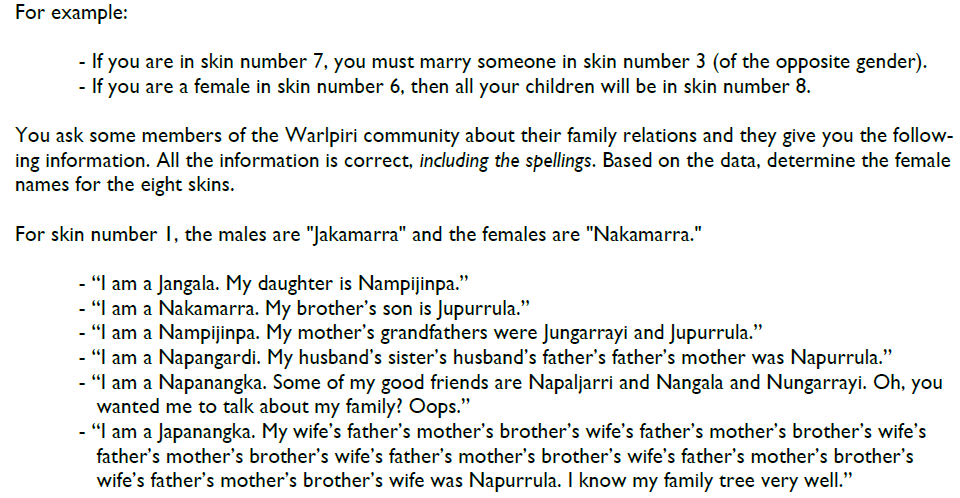 For example:
- If you are in skin number 7, you must marry someone in skin number 3 (of the opposite gender).
- If you are a female in skin number 6, then all your children will be in skin number 8.
You ask some members of the Warlpiri community about their family relations and they give you the follow-
ing information. All the information is correct, including the spellings. Based on the data, determine the female
names for the eight skins.
For skin number 1, the males are "Jakamarra" and the females are "Nakamarra."
- “I am a Jangala. My daughter is Nampijinpa.”
- “I am a Nakamarra. My brother’s son is Jupurrula.”
- “I am a Nampijinpa. My mother’s grandfathers were Jungarrayi and Jupurrula.”
- “I am a Napangardi. My husband’s sister’s husband’s father’s father’s mother was Napurrula.”
- “I am a Napanangka. Some of my good friends are Napaljarri and Nangala and Nungarrayi. Oh, you
wanted me to talk about my family? Oops.”
- “I am a Japanangka. My wife’s father’s mother’s brother’s wife’s father’s mother’s brother’s wife’s
father’s mother’s brother’s wife’s father’s mother’s brother’s wife’s father’s mother’s brother’s
wife’s father’s mother’s brother’s wife was Napurrula. I know my family tree very well.”